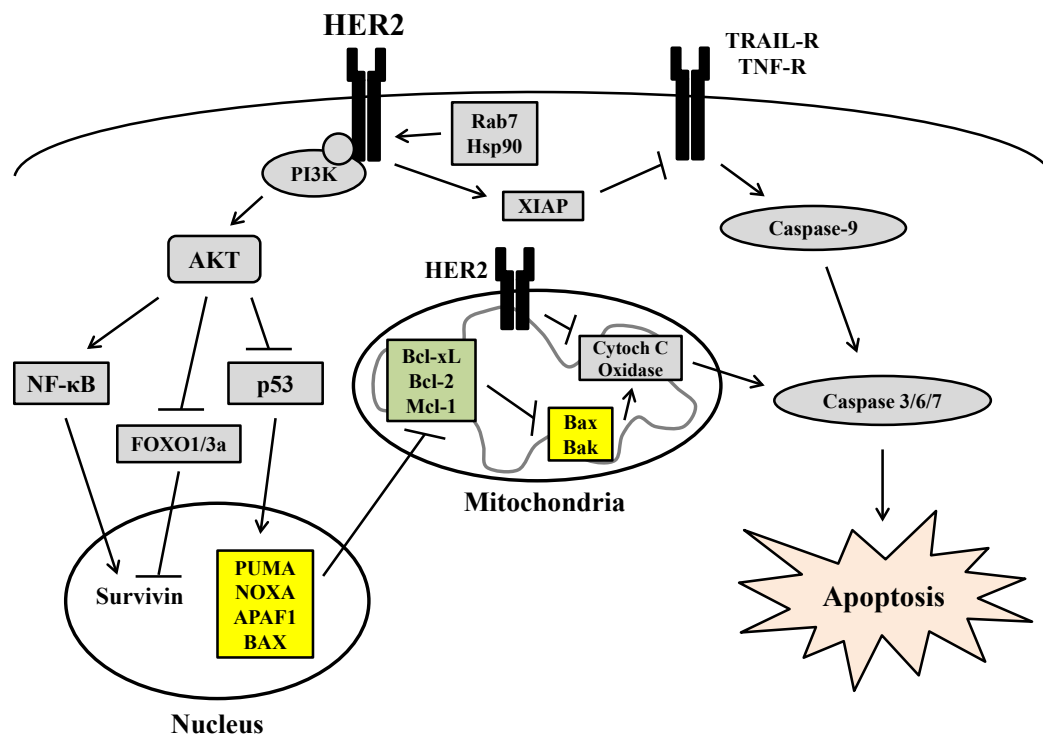 HER2
TRAIL-R
TNF-R
Rab7
Hsp90
PI3K
XIAP
Caspase-9
AKT
HER2
NF-κB
p53
Bcl-xL
Bcl-2
Mcl-1
Cytoch C
Oxidase
Caspase 3/6/7
FOXO1/3a
Bax
Bak
Mitochondria
Survivin
PUMA
NOXA
APAF1
BAX
Apoptosis
Nucleus